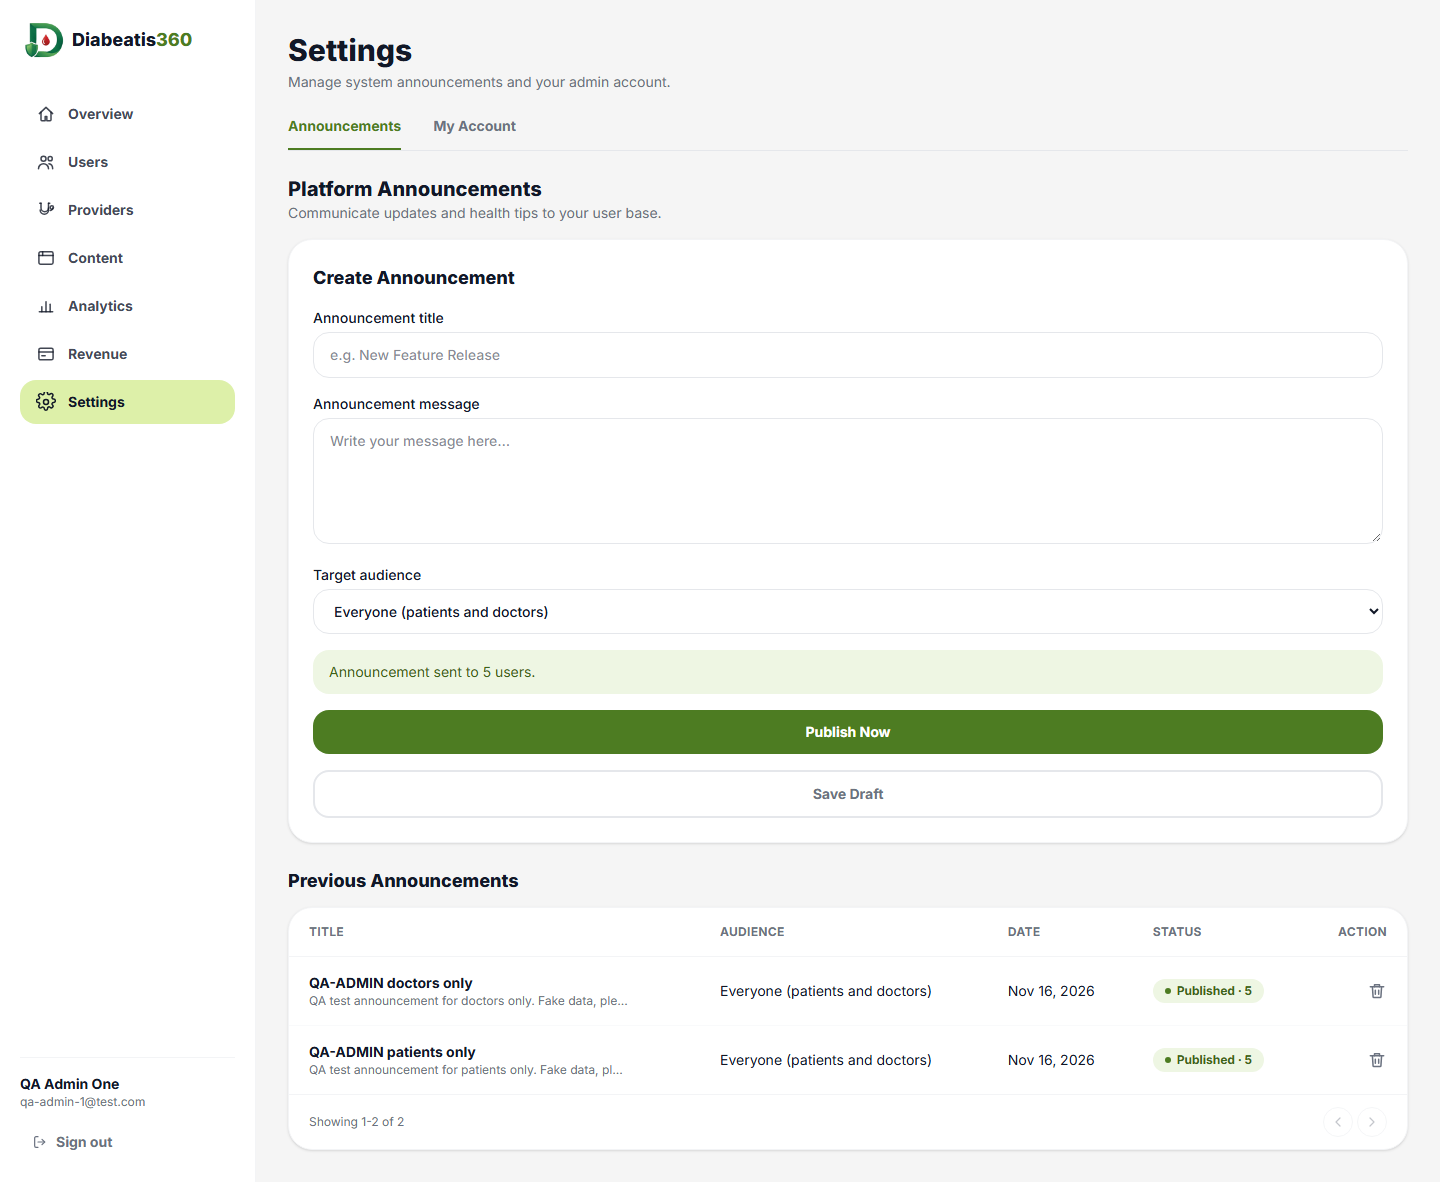 Diabeatis360
Overview
Users
Providers
Content
Analytics
Revenue
Settings
QA Admin One
qa-admin-1@test.com
Sign out
Settings
Manage system announcements and your admin account.
Announcements
My Account
Platform Announcements
Communicate updates and health tips to your user base.
Create Announcement
Announcement title
e.g. New Feature Release
Announcement message
Write your message here...
Target audience
Everyone (patients and doctors)
Announcement sent to 5 users.
Publish Now
Save Draft
Previous Announcements
TITLE AUDIENCE DATE STATUS ACTION
QA-ADMIN doctors only
QA test announcement for doctors only. Fake data, ple...
Everyone (patients and doctors) Nov 16, 2026 Published · 5
QA-ADMIN patients only
QA test announcement for patients only. Fake data, pl...
Everyone (patients and doctors) Nov 16, 2026 Published · 5
Showing 1-2 of 2